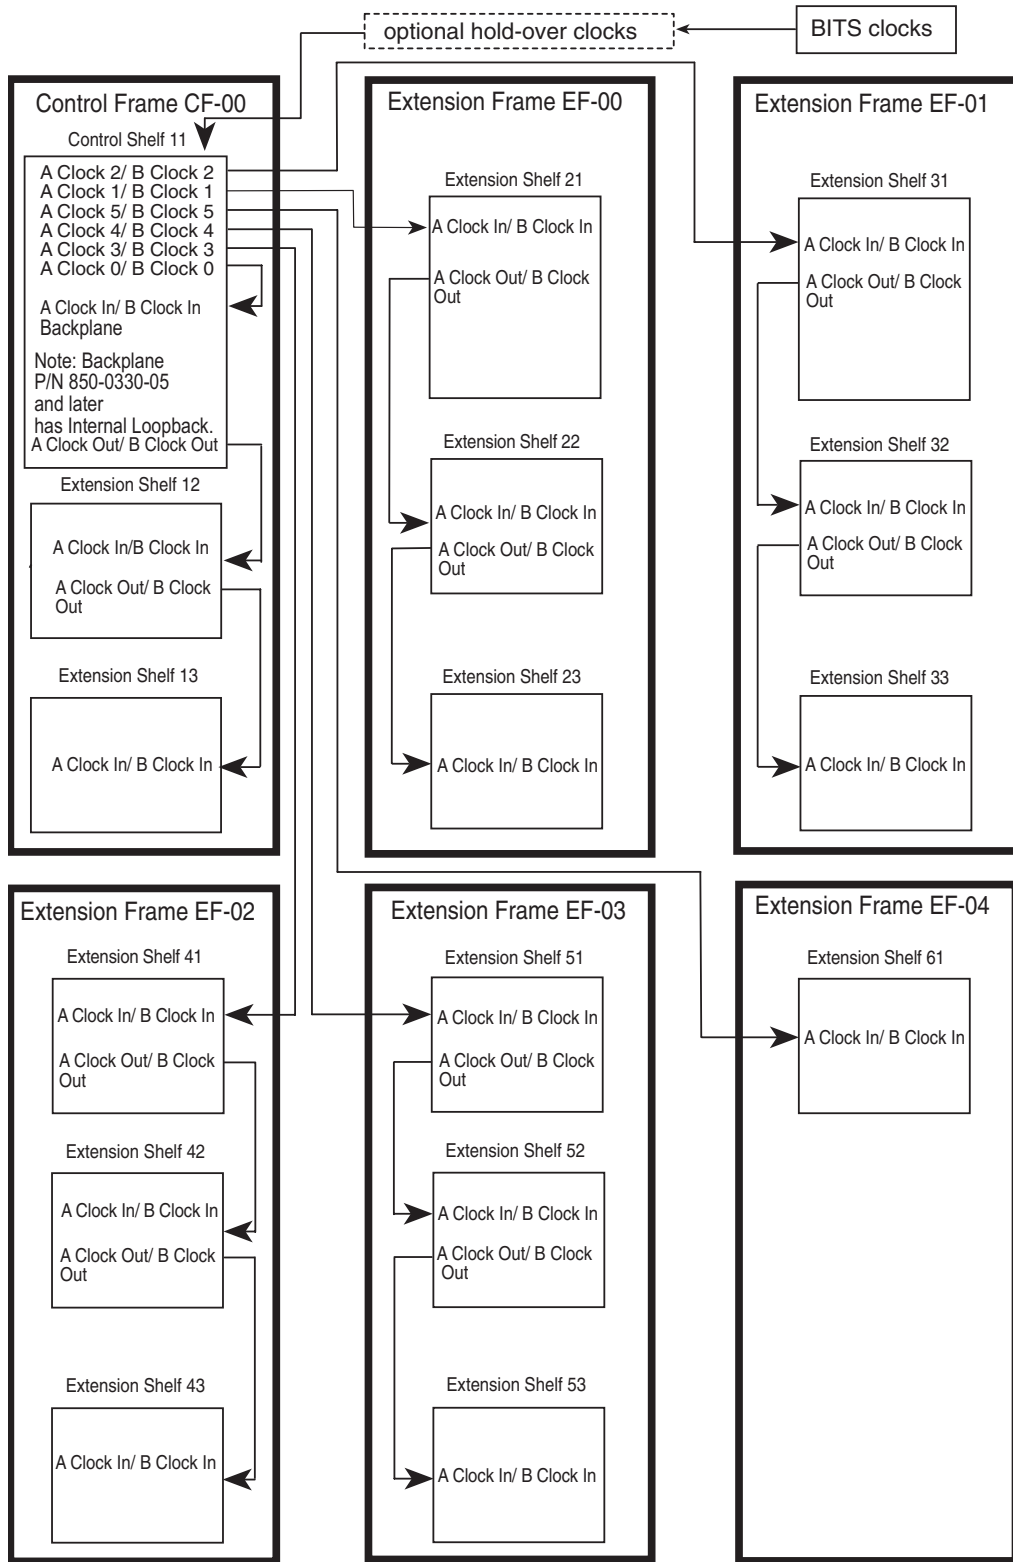 optional hold-over clocks
BITS clocks
Control Frame CF-00
Control Shelf 11
A Clock 2/ B Clock 2
A Clock 1/ B Clock 1
A Clock 5/ B Clock 5
A Clock 4/ B Clock 4
A Clock 3/ B Clock 3
A Clock 0/ B Clock 0
A Clock In/ B Clock In
Backplane
Note: Backplane
P/N 850-0330-05
and later
has Internal Loopback.
A Clock Out/ B Clock Out
Extension Shelf 12
A Clock In/B Clock In
A Clock Out/ B Clock
Out
Extension Shelf 13
A Clock In/ B Clock In
Extension Frame EF-00
Extension Shelf 21
A Clock In/ B Clock In
A Clock Out/ B Clock
Out
Extension Shelf 22
A Clock In/ B Clock In
A Clock Out/ B Clock
Out
Extension Shelf 23
A Clock In/ B Clock In
Extension Frame EF-01
Extension Shelf 31
A Clock In/ B Clock In
A Clock Out/ B Clock
Out
Extension Shelf 32
A Clock In/ B Clock In
A Clock Out/ B Clock
Out
Extension Shelf 33
A Clock In/ B Clock In
Extension Frame EF-02
Extension Shelf 41
A Clock In/ B Clock In
A Clock Out/ B Clock
Out
Extension Shelf 42
A Clock In/ B Clock In
A Clock Out/ B Clock
Out
Extension Shelf 43
A Clock In/ B Clock In
Extension Frame EF-03
Extension Shelf 51
A Clock In/ B Clock In
A Clock Out/ B Clock
Out
Extension Shelf 52
A Clock In/ B Clock In
A Clock Out/ B Clock
Out
Extension Shelf 53
A Clock In/ B Clock In
Extension Frame EF-04
Extension Shelf 61
A Clock In/ B Clock In